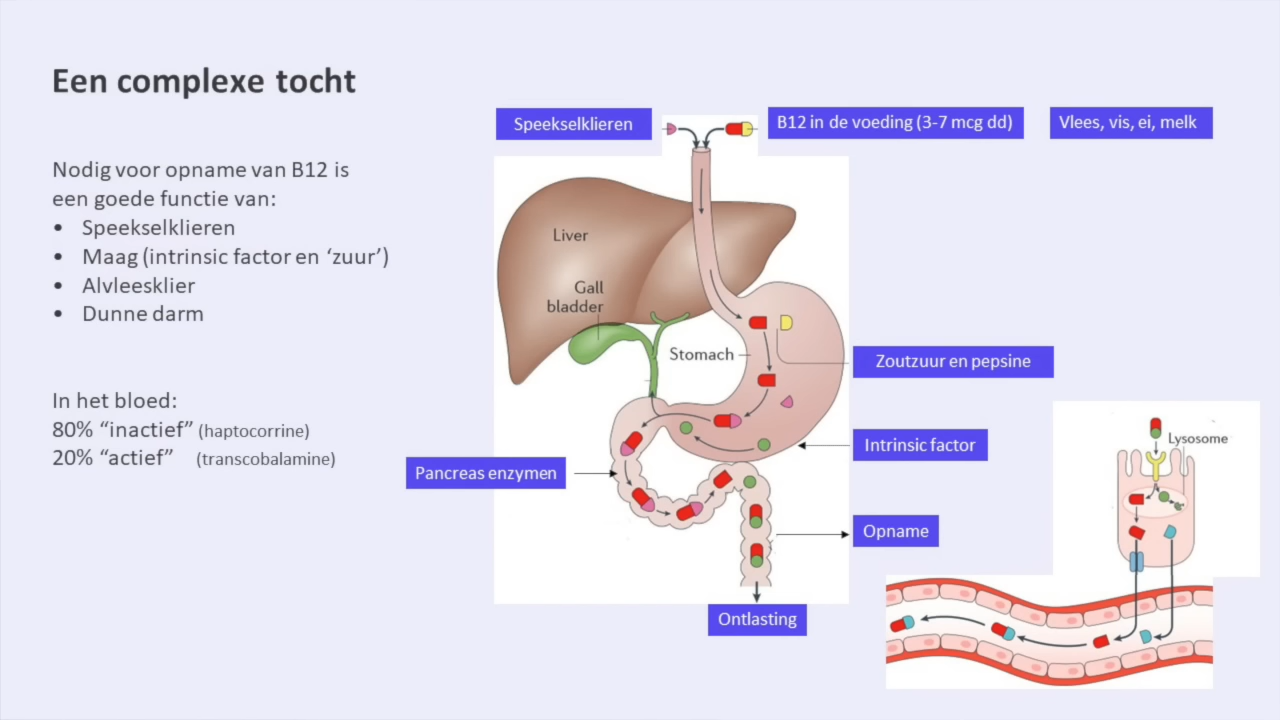 Een complexe tocht
Nodig voor opname van B12 is
een goede functie van:
• Speekselklieren
• Maag (intrinsic factor en ‘zuur’)
• Alvleesklier
• Dunne darm
In het bloed:
80% “inactief” (haptocorrine)
20% “actief” (transcobalamine)
Speekselklieren
B12 in de voeding (3-7 mcg dd)
Vlees, vis, ei, melk
Liver
Gall
bladder
Stomach
Zoutzuur en pepsine
Intrinsic factor
Pancreas enzymen
Opname
Ontlasting
Lysosome